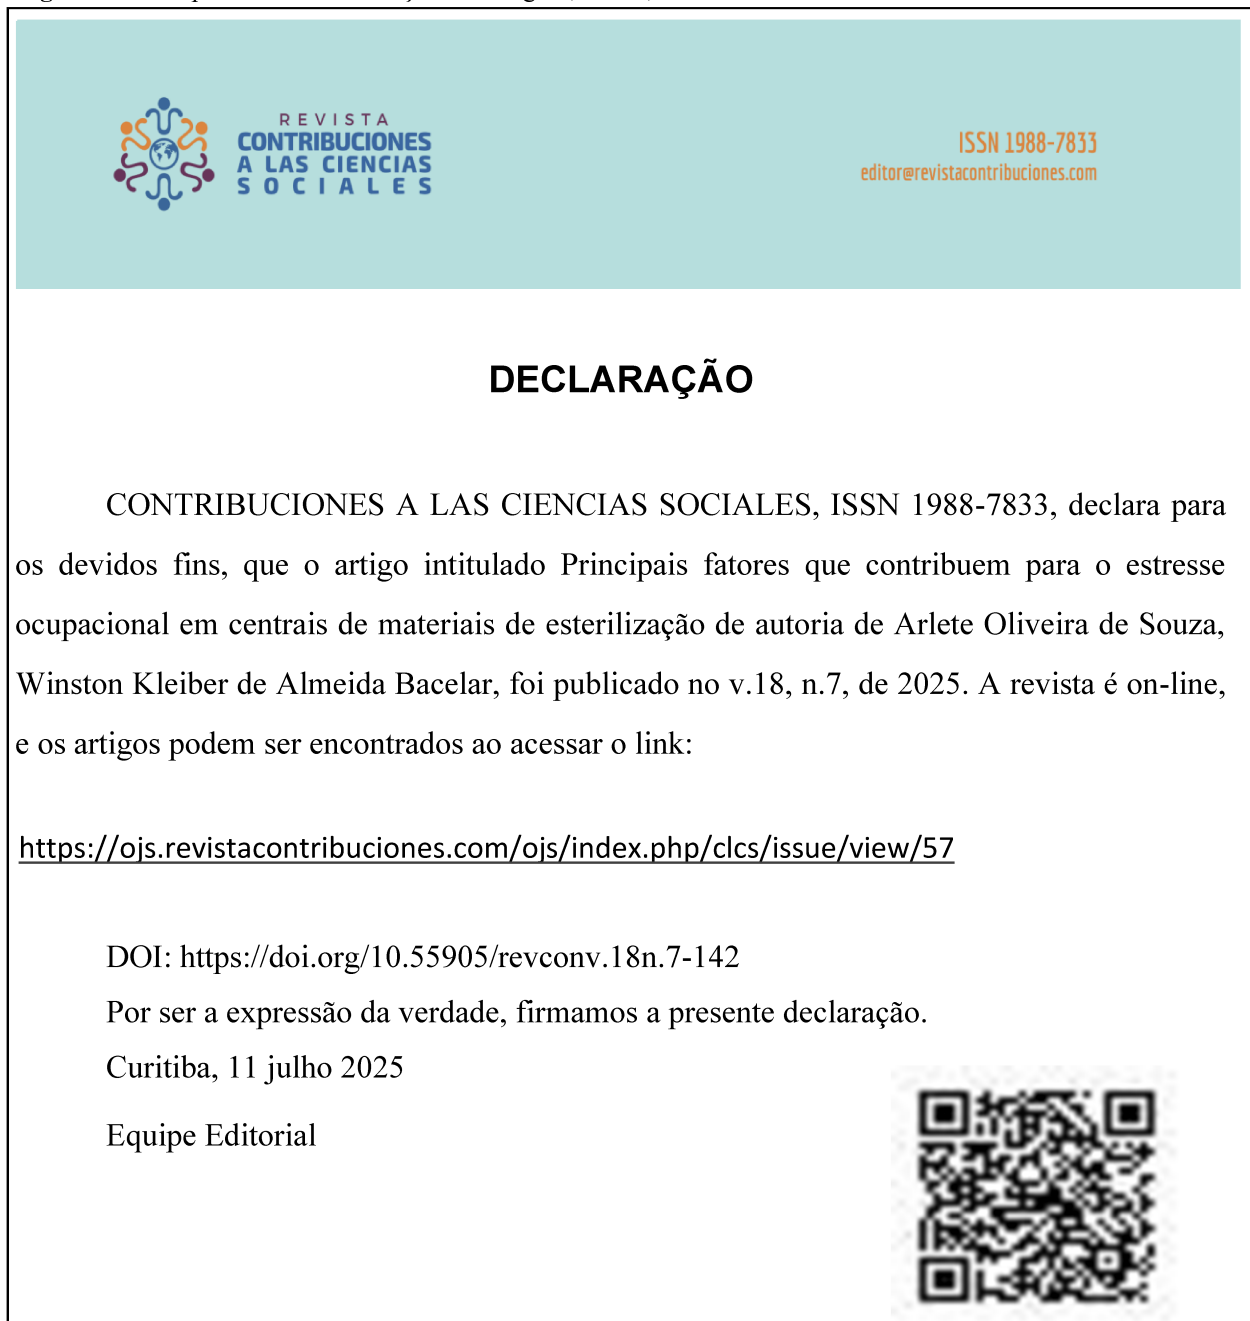 REVISTA
CONTRIBUCIONES
A LAS CIENCIAS
SOCIALES
ISSN 1988-7833
editor@revistacontribuciones.com
DECLARAÇÃO
CONTRIBUCIONES A LAS CIENCIAS SOCIALES, ISSN 1988-7833, declara para
os devidos fins, que o artigo intitulado Principais fatores que contribuem para o estresse
ocupacional em centrais de materiais de esterilização de autoria de Arlete Oliveira de Souza,
Winston Kleiber de Almeida Bacelar, foi publicado no v.18, n.7, de 2025. A revista é on-line,
e os artigos podem ser encontrados ao acessar o link:
https://ojs.revistacontribuciones.com/ojs/index.php/clcs/issue/view/57
DOI: https://doi.org/10.55905/revconv.18n.7-142
Por ser a expressão da verdade, firmamos a presente declaração.
Curitiba, 11 julho 2025
Equipe Editorial